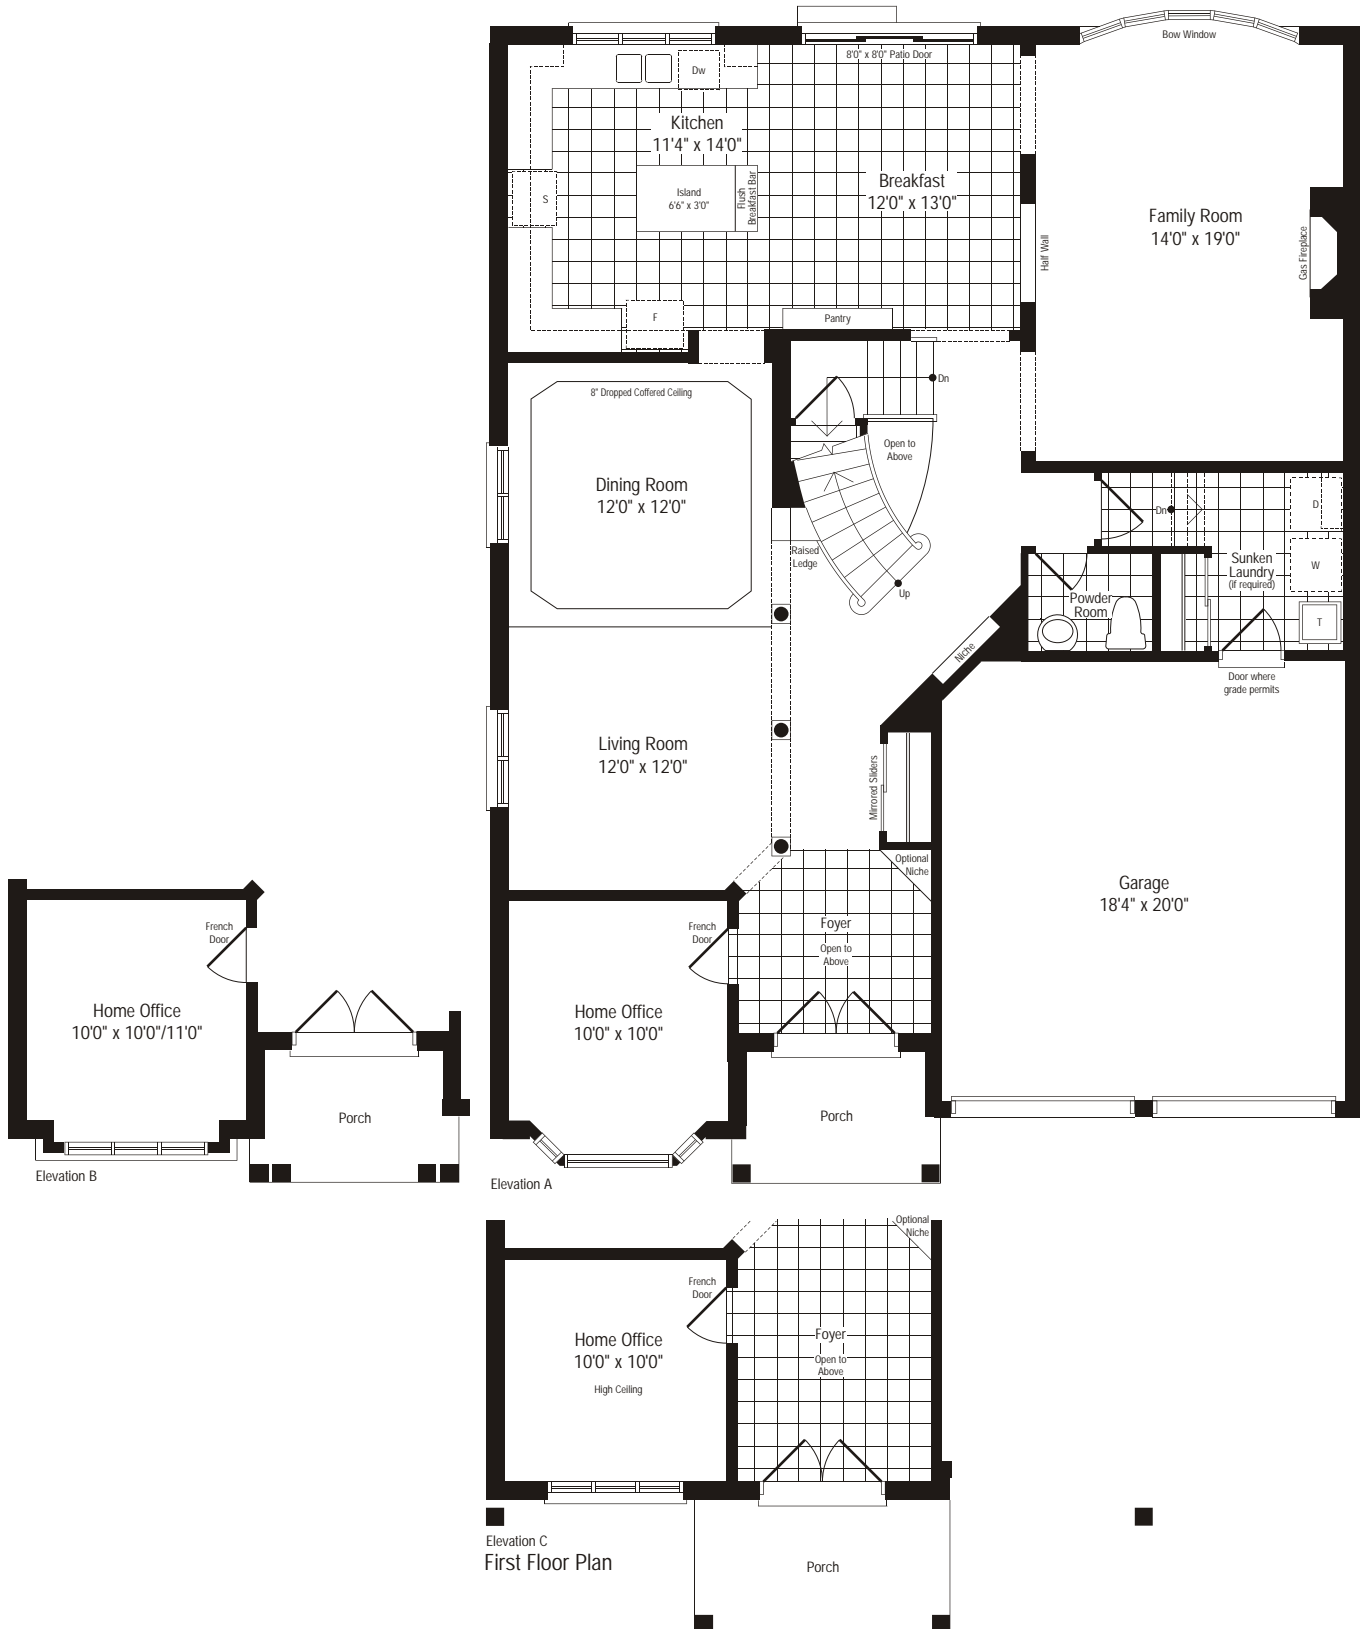 Bow Window
8'0" x 8'0" Patio Door
Dw
Kitchen
11'4" x 14'0"
Island
6'6" x 3'0"
Flush
Breakfast Bar
S
Breakfast
12'0" x 13'0"
Family Room
14'0" x 19'0"
Half Wall
Gas Fireplace
F
Pantry
8" Dropped Coffered Ceiling
Dn
Open to
Above
Dining Room
12'0" x 12'0"
Dn
D
Raised
Ledge
Up
Sunken
Laundry
(if required)
W
Powder
Room
T
Niche
Door where
grade permits
Living Room
12'0" x 12'0"
Mirrored Sliders
Optional
Niche
Garage
18'4" x 20'0"
French
Door
French
Door
Foyer
Open to
Above
Home Office
10'0" x 10'0"/11'0"
Home Office
10'0" x 10'0"
Porch
Porch
Elevation B
Elevation A
Optional
Niche
French
Door
Home Office
10'0" x 10'0"
High Ceiling
Foyer
Open to
Above
Elevation C
First Floor Plan
Porch